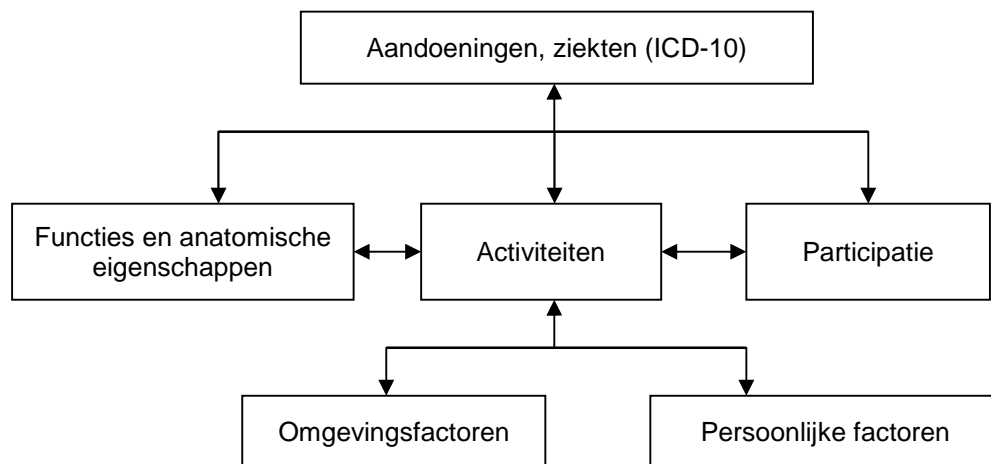 Aandoeningen, ziekten (ICD-10)
Functies en anatomische
eigenschappen
Activiteiten
Participatie
Omgevingsfactoren
Persoonlijke factoren